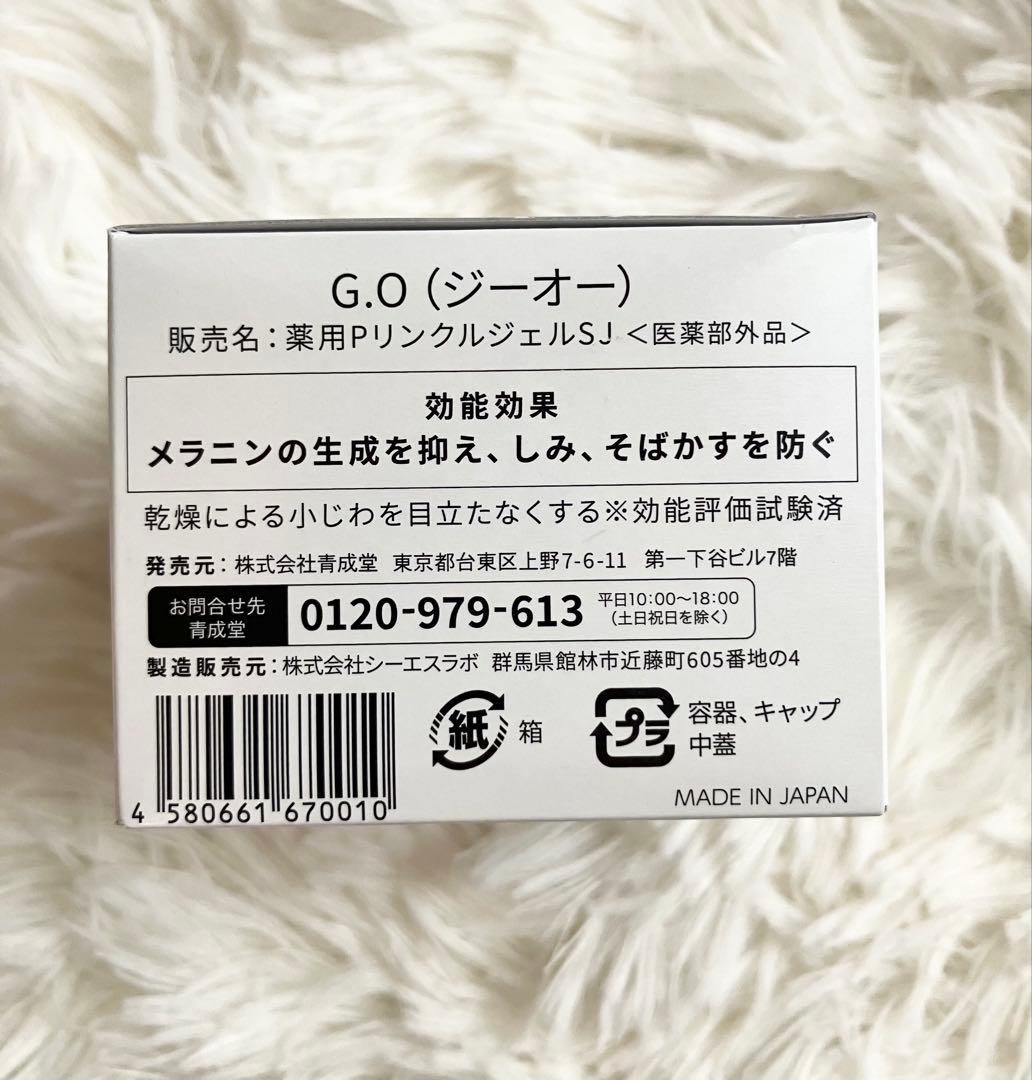 G.O（ジーオー）
販売名：薬用PリンクルジェルSJ ＜医薬部外品＞
効能効果
メラニンの生成を抑え、しみ、そばかすを防ぐ
乾燥による小じわを目立たなくする※効能評価試験済
発売元：株式会社青成堂 東京都台東区上野7-6-11 第一下谷ビル7階
お問合せ先
青成堂
0120-979-613
平日10:00〜18:00
（土日祝日を除く）
製造販売元：株式会社シーエスラボ 群馬県館林市近藤町605番地の4
紙
箱
プラ
容器、キャップ
中蓋
4 580661 670010
MADE IN JAPAN